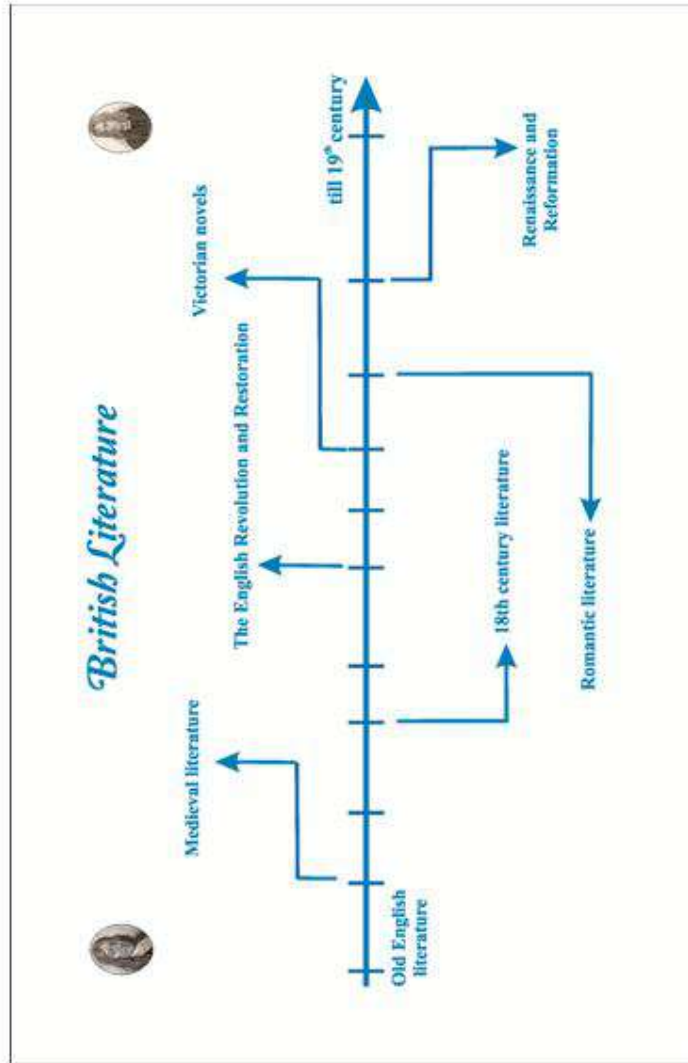 British Literature
Medieval literature
The English Revolution and Restoration
Victorian novels
till 19th century
Old English
literature
18th century literature
Romantic literature
Renaissance and
Reformation